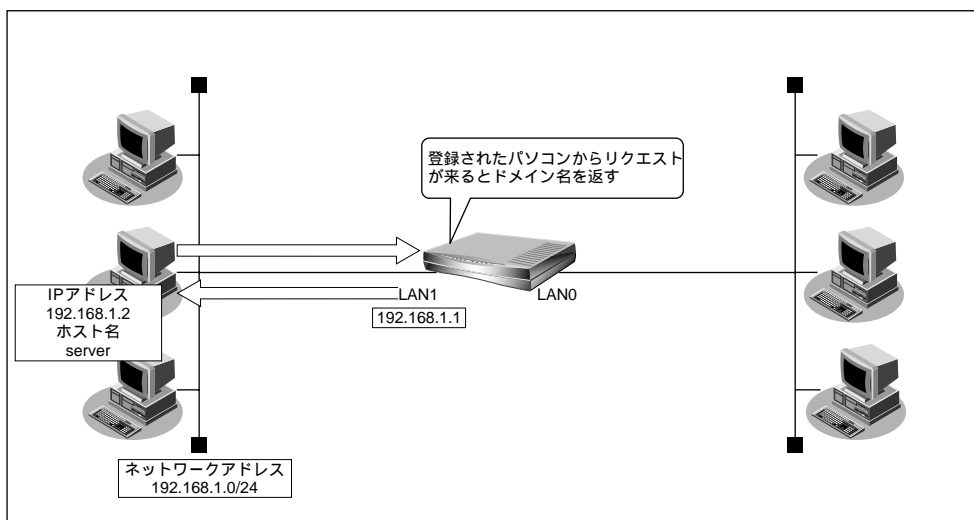 登録されたパソコンからリクエスト
が来るとドメイン名を返す
LAN1
LAN0
192.168.1.1
IPアドレス
192.168.1.2
ホスト名
server
ネットワークアドレス
192.168.1.0/24